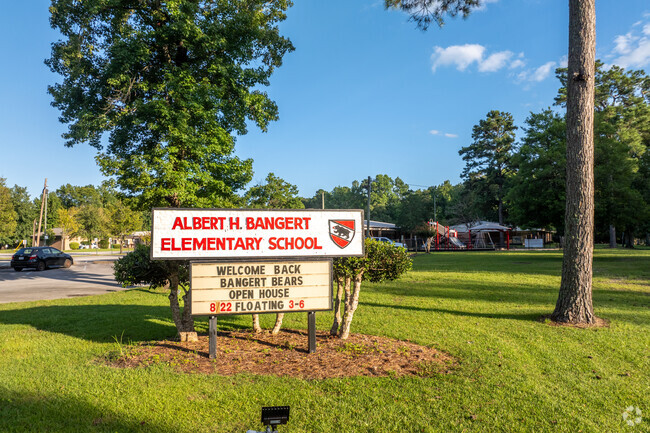 ALBERT H. BANGERT
ELEMENTARY SCHOOL
WELCOME BACK
BANGERT BEARS
OPEN HOUSE
8/22 FLOATING 3-6